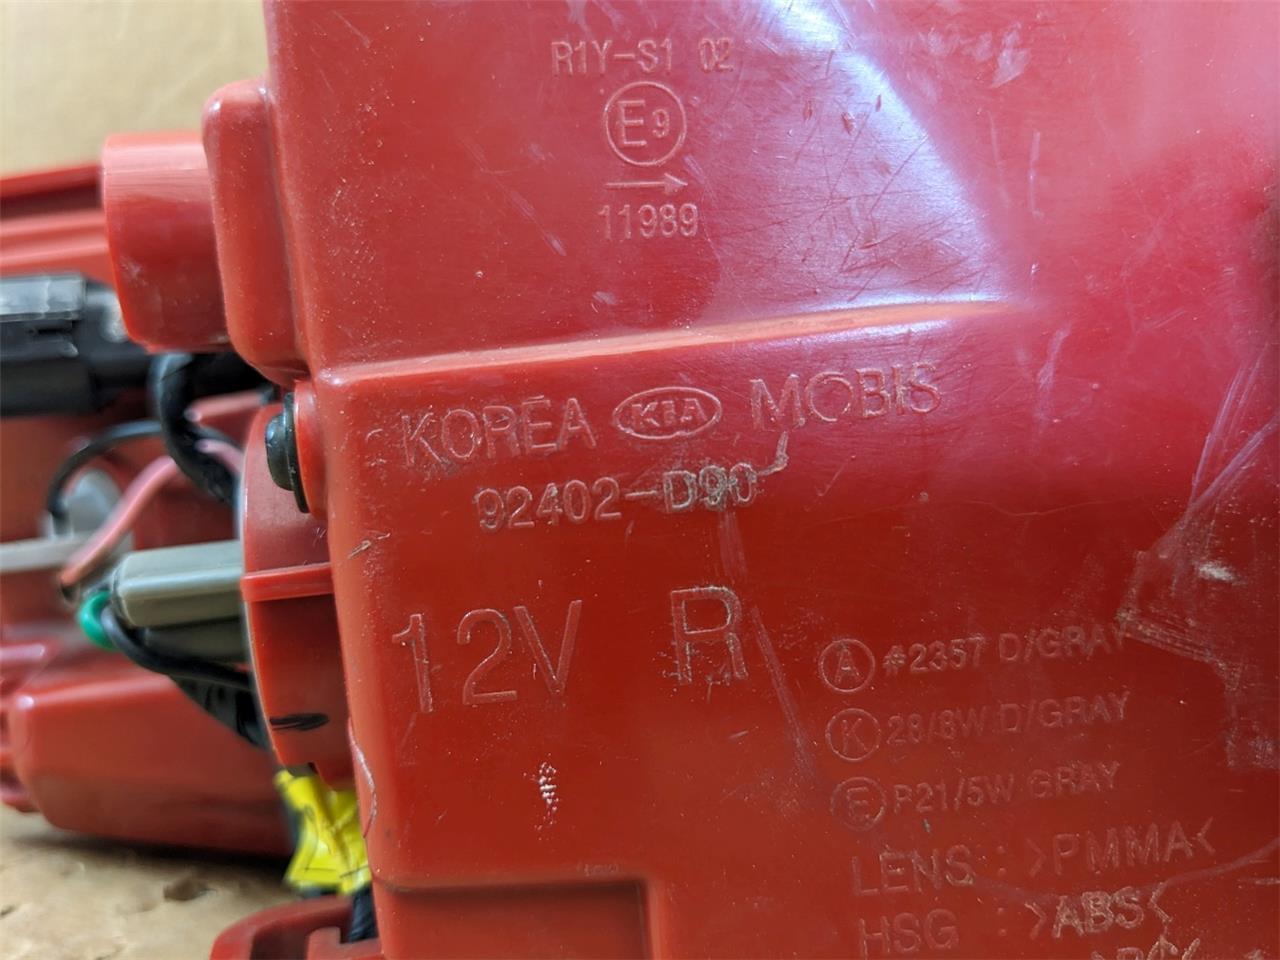 R1Y-S1 02
E9
→
11989
KOREA KIA MOBIS
92402-D90
12V R
A #2357 D/GRAY
K 28/8W D/GRAY
E P21/5W GRAY
LENS : >PMMA<
HSG : >ABS<